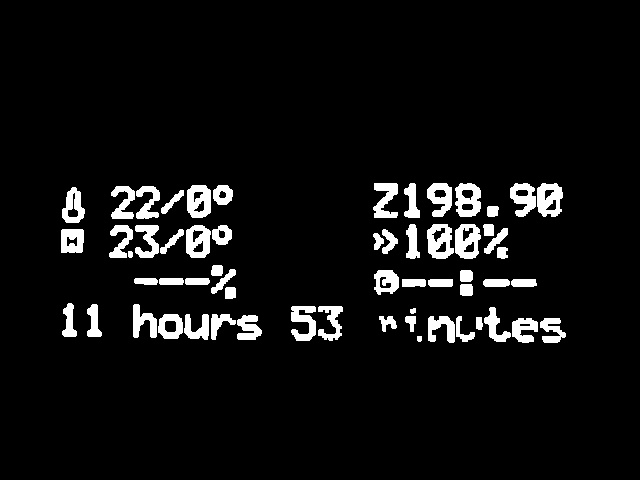 22/0° Z198.90
23/0° »100%
---% --:--
11 hours 53 minutes